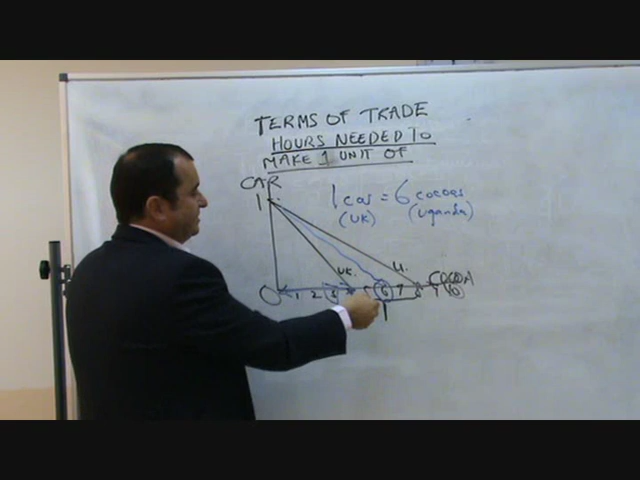 TERMS OF TRADE
HOURS NEEDED TO
MAKE 1 UNIT OF
CAR
1 car = 6 cocoas
(UK) (Uganda)
1
UK. U.
COCOA
0 1 2 3 5 6 7 8 9 10